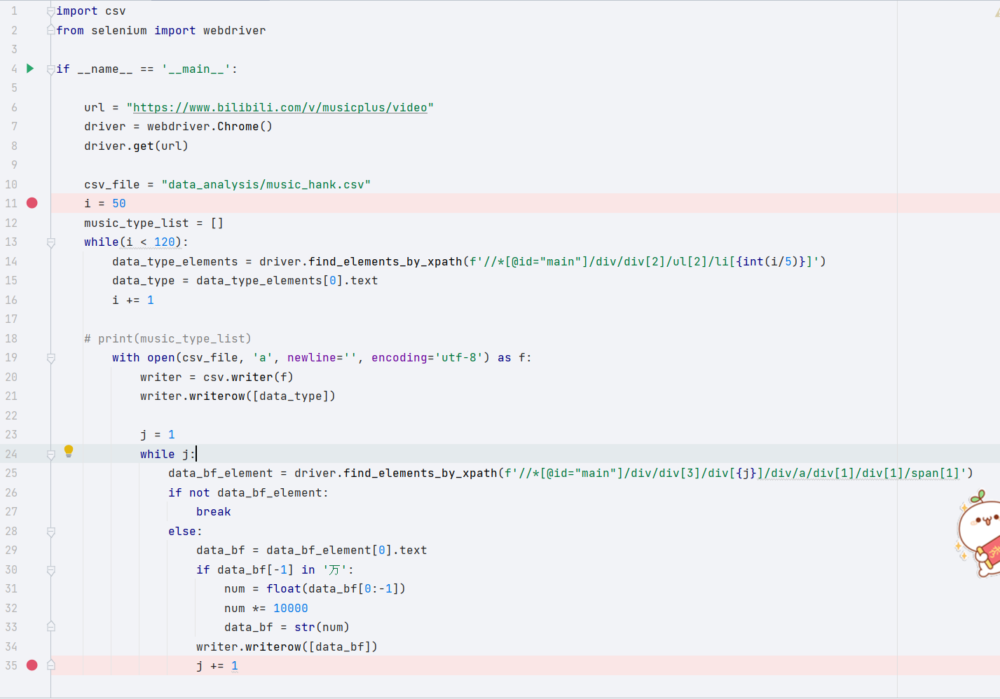 1 import csv
2 from selenium import webdriver
3
4 if __name__ == '__main__':
5
6     url = "https://www.bilibili.com/v/musicplus/video"
7     driver = webdriver.Chrome()
8     driver.get(url)
9
10     csv_file = "data_analysis/music_hank.csv"
11     i = 50
12     music_type_list = []
13     while(i < 120):
14         data_type_elements = driver.find_elements_by_xpath(f'//*[@id="main"]/div/div[2]/ul[2]/li[{int(i/5)}]')
15         data_type = data_type_elements[0].text
16         i += 1
17
18     # print(music_type_list)
19         with open(csv_file, 'a', newline='', encoding='utf-8') as f:
20             writer = csv.writer(f)
21             writer.writerow([data_type])
22
23             j = 1
24             while j:
25                 data_bf_element = driver.find_elements_by_xpath(f'//*[@id="main"]/div/div[3]/div[{j}]/div/a/div[1]/div[1]/span[1]')
26                 if not data_bf_element:
27                     break
28                 else:
29                     data_bf = data_bf_element[0].text
30                     if data_bf[-1] in '万':
31                         num = float(data_bf[0:-1])
32                         num *= 10000
33                         data_bf = str(num)
34                     writer.writerow([data_bf])
35                     j += 1